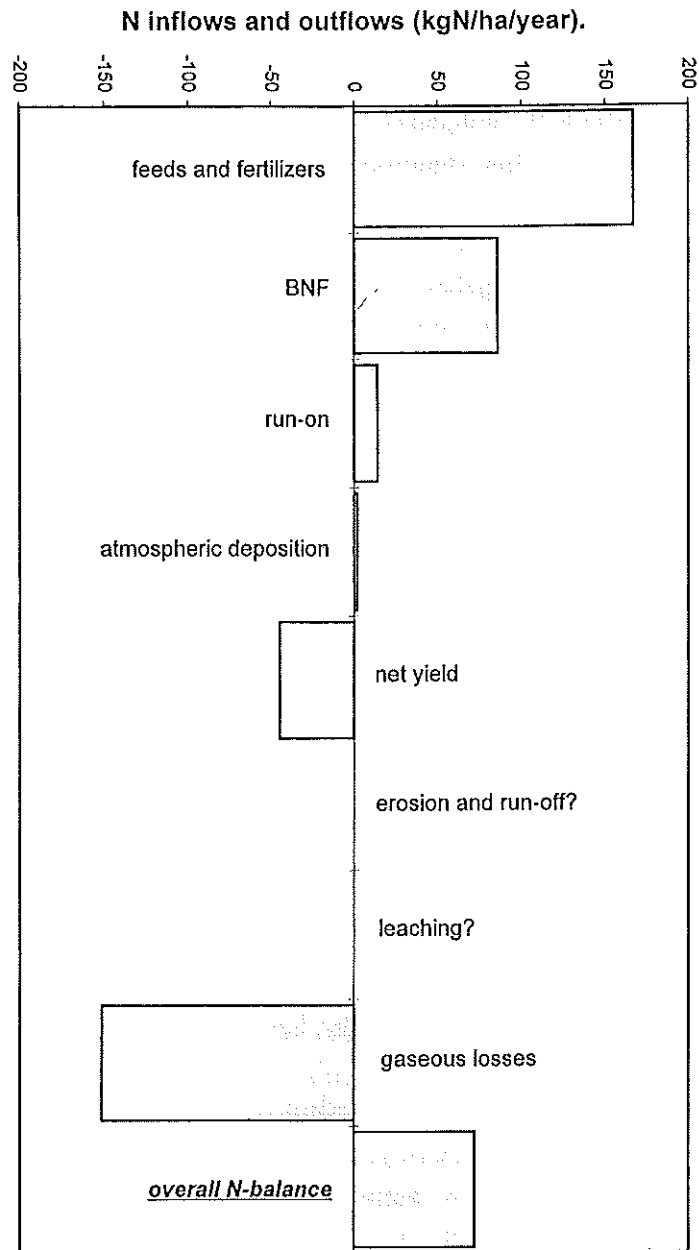 N inflows and outflows (kgN/ha/year).
-200
-150
-100
-50
0
50
100
150
200
feeds and fertilizers
BNF
run-on
atmospheric deposition
net yield
erosion and run-off?
leaching?
gaseous losses
overall N-balance